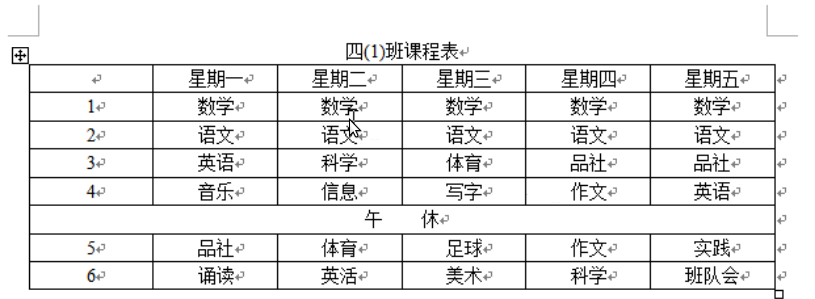 四(1)班课程表
星期一 星期二 星期三 星期四 星期五
1 数学 数学 数学 数学 数学
2 语文 语文 语文 语文 语文
3 英语 科学 体育 品社 品社
4 音乐 信息 写字 作文 英语
午 休
5 品社 体育 足球 作文 实践
6 诵读 英活 美术 科学 班队会